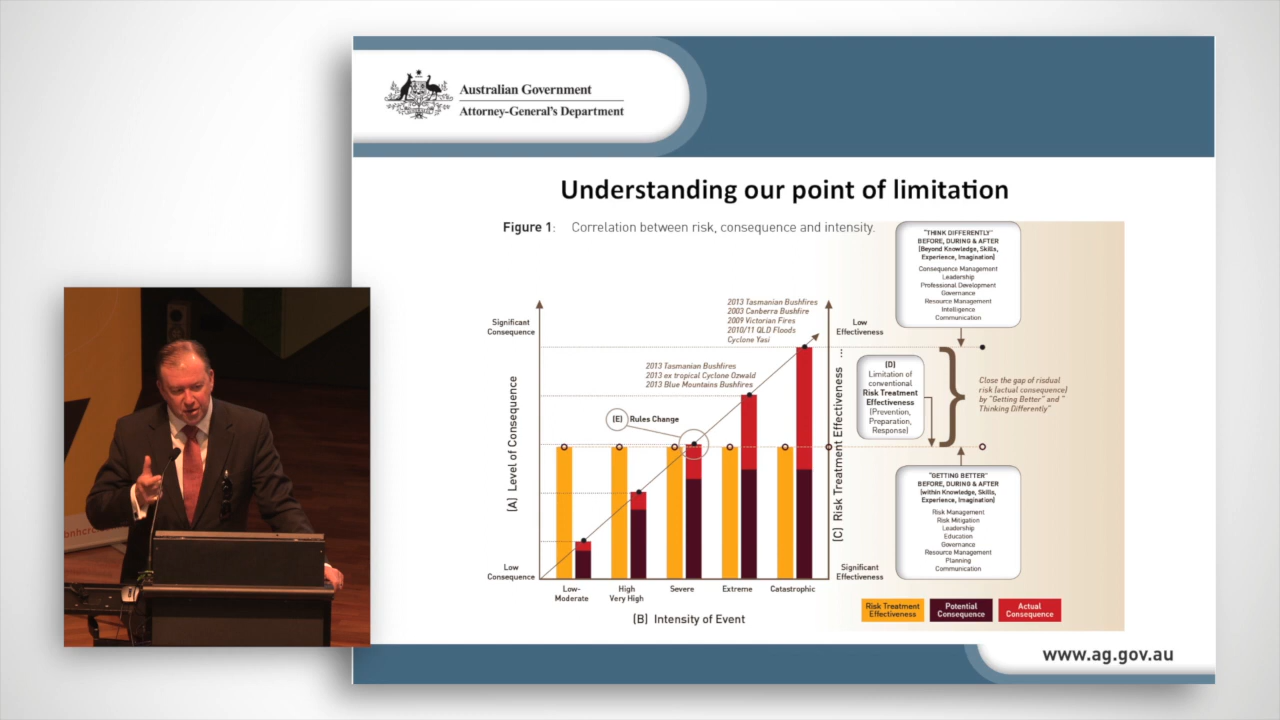 Australian Government
Attorney-General's Department
Understanding our point of limitation
Figure 1: Correlation between risk, consequence and intensity.
"THINK DIFFERENTLY"
BEFORE, DURING & AFTER
(Beyond Knowledge, Skills,
Experience, Imagination)
Consequence Management
Leadership
Professional Development
Governance
Resource Management
Intelligence
Communication
2013 Tasmanian Bushfires
2003 Canberra Bushfire
2009 Victorian Fires
2010/11 QLD Floods
Cyclone Yasi
Significant
Consequence
Low
Effectiveness
2013 Tasmanian Bushfires
2013 ex tropical Cyclone Ozwald
2013 Blue Mountains Bushfires
(D)
Limitation of
conventional
Risk Treatment
Effectiveness
(Prevention,
Preparation,
Response)
Close the gap of risdual
risk (actual consequence)
by "Getting Better" and "
Thinking Differently"
(E) Rules Change
(A) Level of Consequence
(C) Risk Treatment Effectiveness ...
"GETTING BETTER"
BEFORE, DURING & AFTER
(within Knowledge, Skills,
Experience, Imagination)
Risk Management
Risk Mitigation
Leadership
Education
Governance
Resource Management
Planning
Communication
Low
Consequence
Significant
Effectiveness
Low-
Moderate
High
Very High
Severe
Extreme
Catastrophic
(B) Intensity of Event
Risk Treatment
Effectiveness
Potential
Consequence
Actual
Consequence
www.ag.gov.au
bnhcr